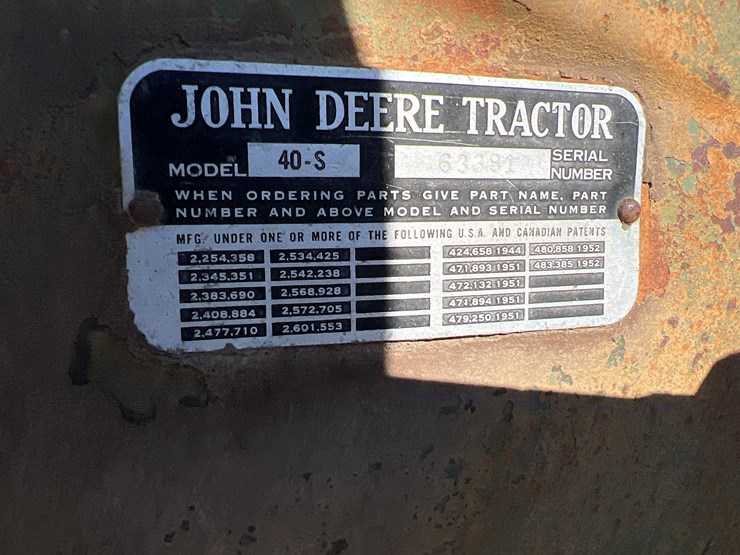 JOHN DEERE TRACTOR
MODEL 40-S 63381 SERIAL NUMBER
WHEN ORDERING PARTS GIVE PART NAME, PART
NUMBER AND ABOVE MODEL AND SERIAL NUMBER
MFG. UNDER ONE OR MORE OF THE FOLLOWING U.S.A. AND CANADIAN PATENTS
2,254,358 2,534,425 424,658 1944 480,858 1952
2,345,351 2,542,238 471,893 1951 483,385 1952
2,383,690 2,568,928 472,132 1951
2,408,884 2,572,705 471,894 1951
2,477,710 2,601,553 479,250 1951